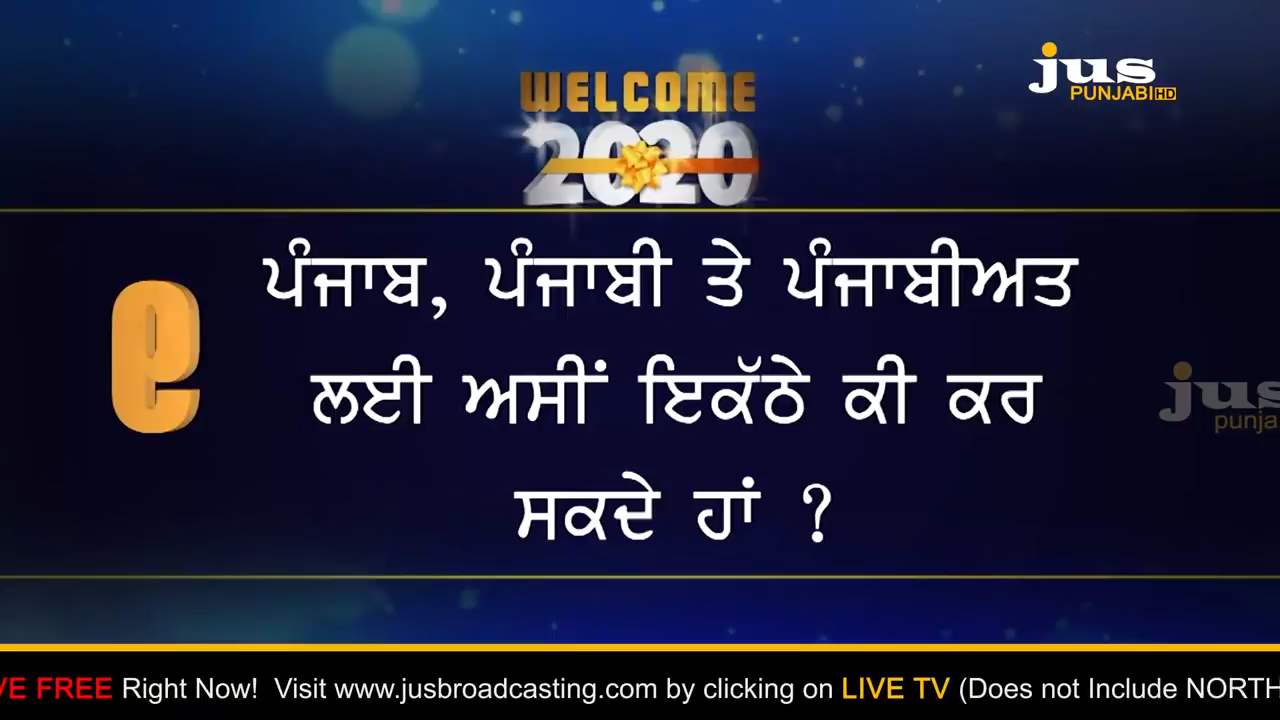 WELCOME
2020
jus
PUNJABI HD
ਪੰਜਾਬ, ਪੰਜਾਬੀ ਤੇ ਪੰਜਾਬੀਅਤ
੧
ਲਈ ਅਸੀਂ ਇਕੱਠੇ ਕੀ ਕਰ
ਸਕਦੇ ਹਾਂ ?
jus
punja
VE FREE Right Now! Visit www.jusbroadcasting.com by clicking on LIVE TV (Does not Include NORTH